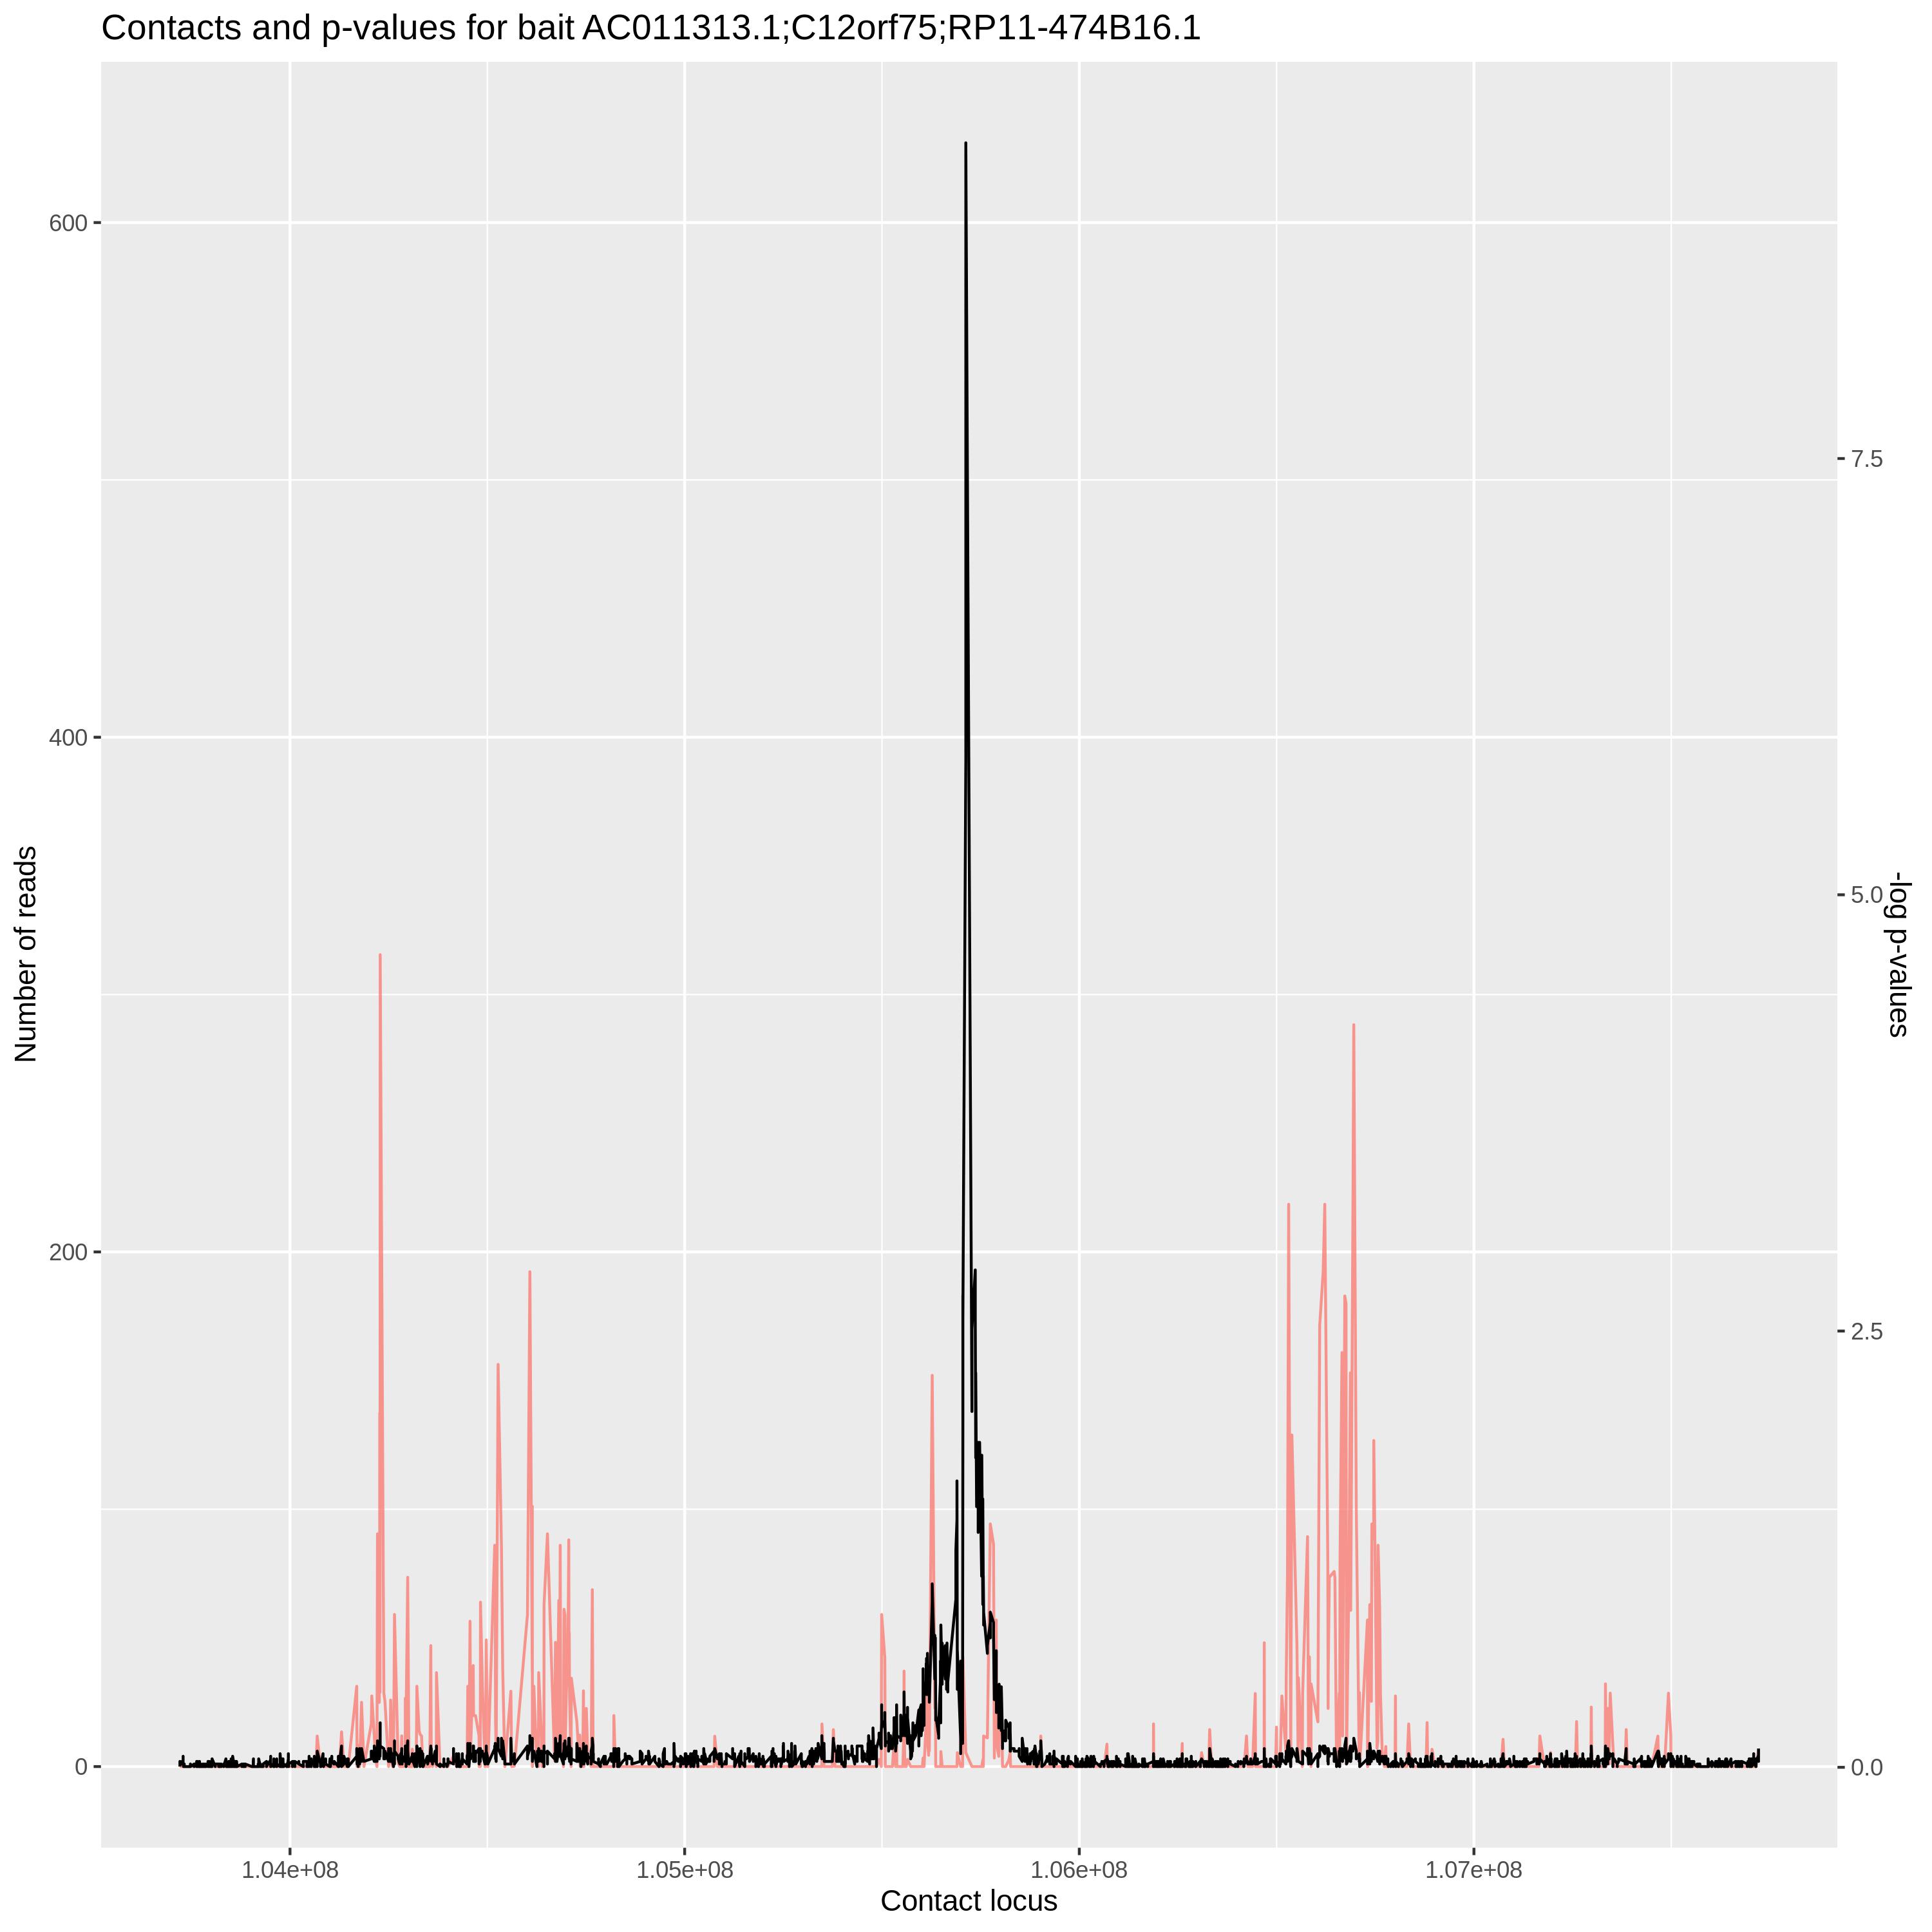 Contacts and p-values for bait AC011313.1;C12orf75;RP11-474B16.1
600
400
200
0
Number of reads
7.5
5.0
2.5
0.0
-log p-values
1.04e+08
1.05e+08
1.06e+08
1.07e+08
Contact locus